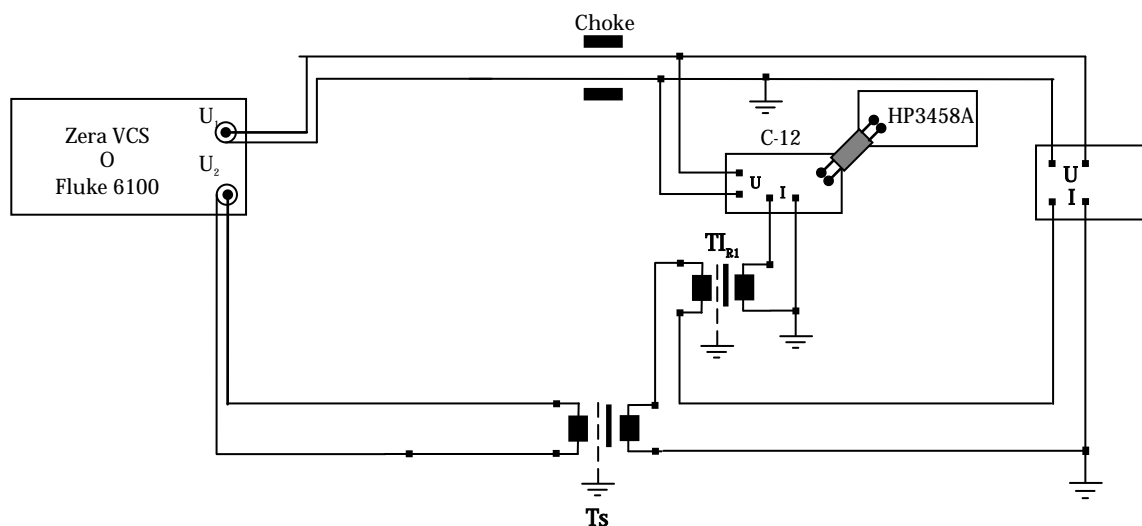 Choke
U1
Zera VCS
O
Fluke 6100
U2
HP3458A
C-12
U
I
U
I
TIR1
Ts